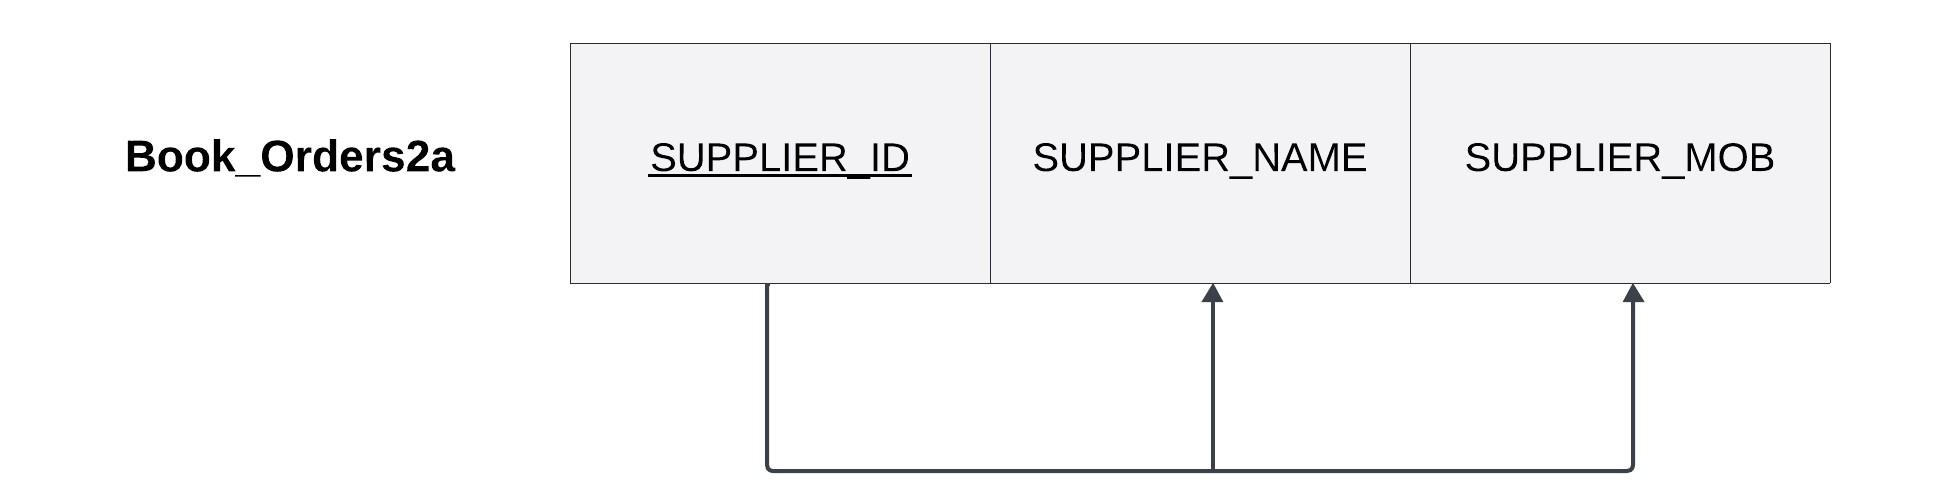 Book_Orders2a
SUPPLIER_ID
SUPPLIER_NAME
SUPPLIER_MOB